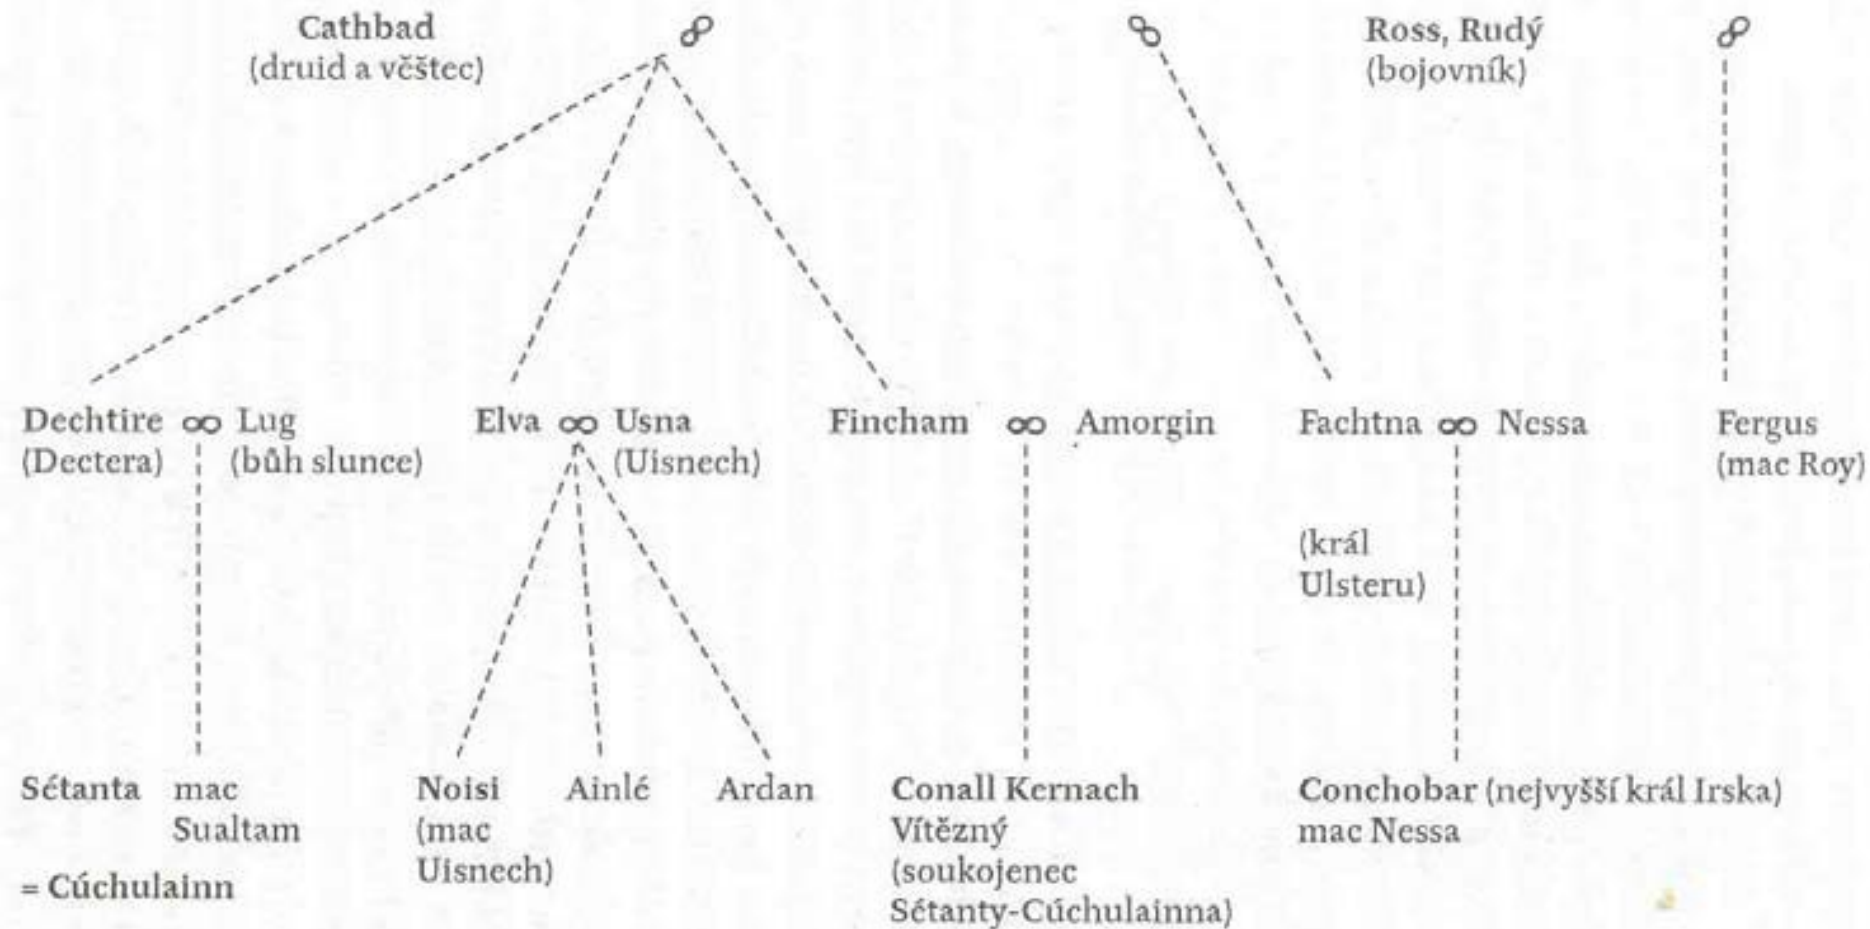 Cathbad
(druid a věštec)
Ross, Rudý
(bojovník)
Dechtire ∞ Lug
(Dectera) (bůh slunce)
Elva ∞ Usna
(Uisnech)
Fincham ∞ Amorgin
Fachtna ∞ Nessa
(král
Ulsteru)
Fergus
(mac Roy)
Sétanta mac
Sualtam
= Cúchulainn
Noisi
(mac
Uisnech)
Ainlé
Ardan
Conall Kernach
Vítězný
(soukojenec
Sétanty-Cúchulainna)
Conchobar (nejvyšší král Irska)
mac Nessa